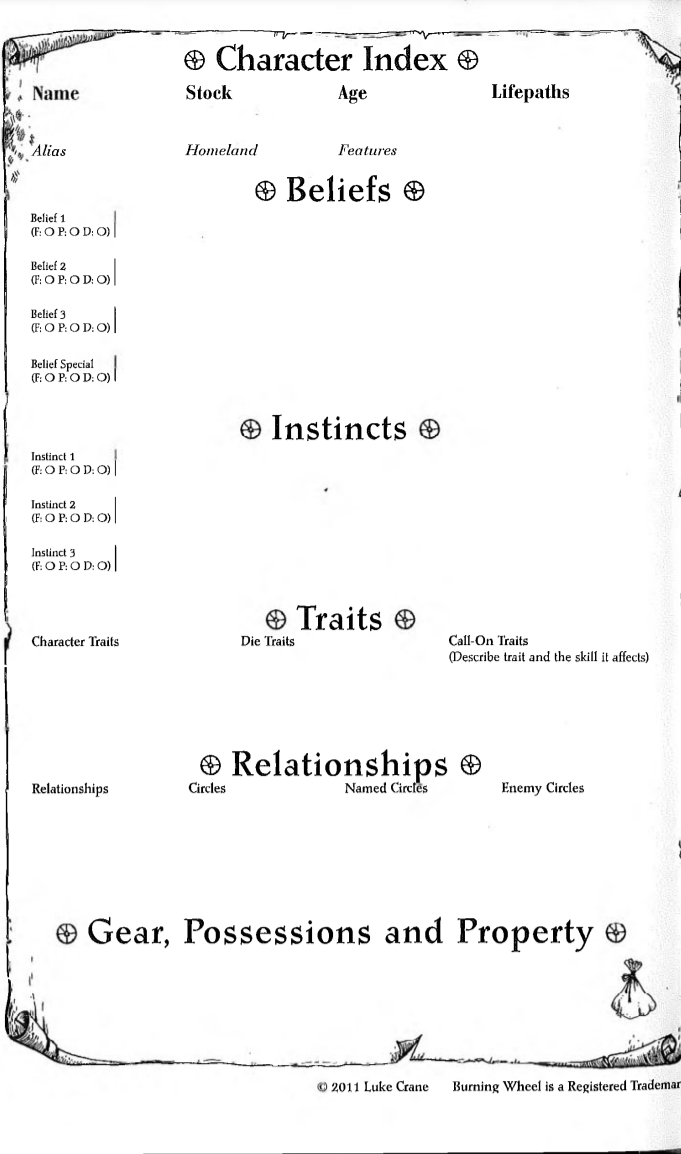 Character Index
Name Stock Age Lifepaths
Alias Homeland Features
Beliefs
Belief 1
(F: O P: O D: O)
Belief 2
(F: O P: O D: O)
Belief 3
(F: O P: O D: O)
Belief Special
(F: O P: O D: O)
Instincts
Instinct 1
(F: O P: O D: O)
Instinct 2
(F: O P: O D: O)
Instinct 3
(F: O P: O D: O)
Traits
Character Traits Die Traits Call-On Traits
(Describe trait and the skill it affects)
Relationships
Relationships Circles Named Circles Enemy Circles
Gear, Possessions and Property
© 2011 Luke Crane Burning Wheel is a Registered Trademar